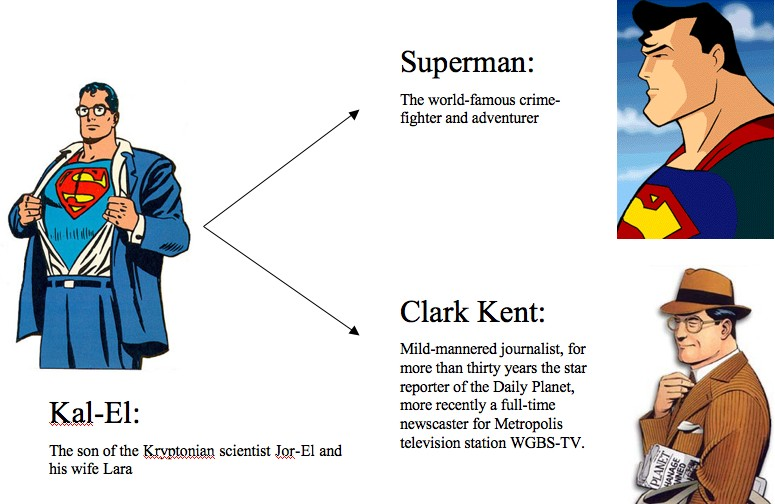 Superman:
The world-famous crime-
fighter and adventurer
Clark Kent:
Mild-mannered journalist, for
more than thirty years the star
reporter of the Daily Planet,
more recently a full-time
newscaster for Metropolis
television station WGBS-TV.
Kal-El:
The son of the Kryptonian scientist Jor-El and
his wife Lara
PLANET